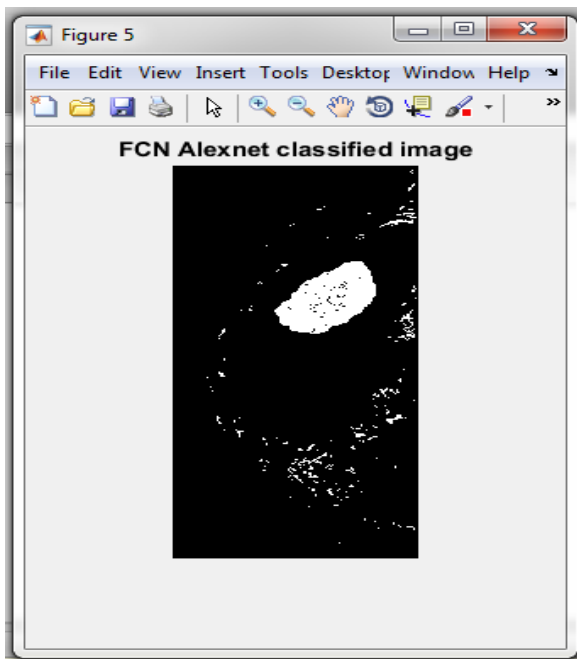 Figure 5
File Edit View Insert Tools Desktop Window Help
FCN Alexnet classified image